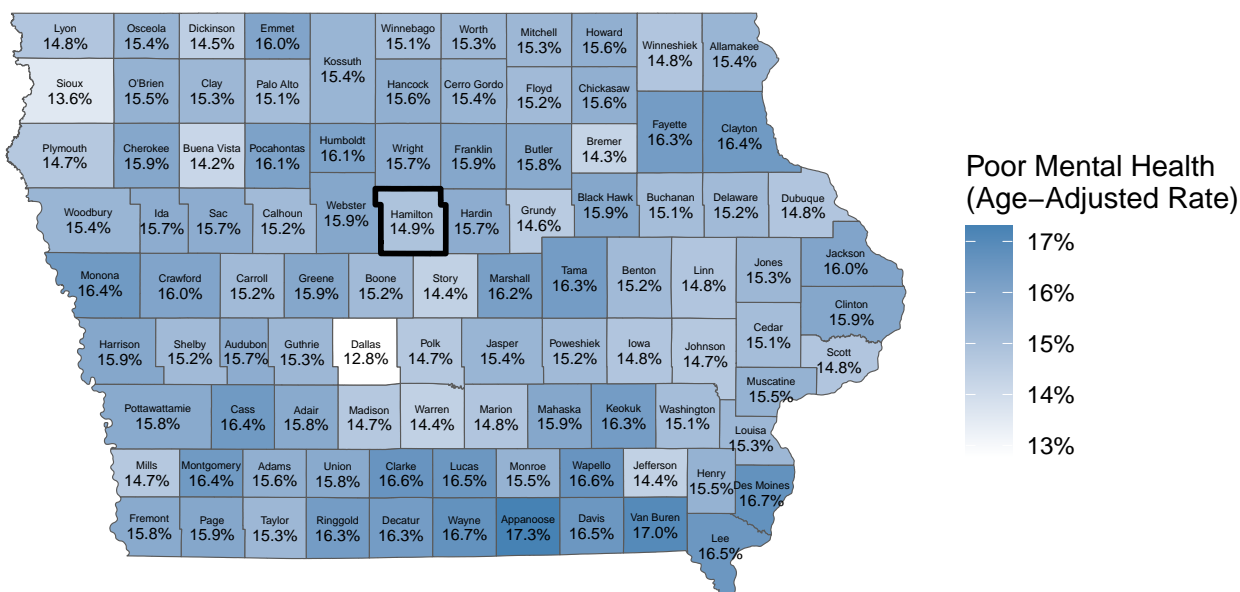 Lyon
14.8%
Osceola
15.4%
Dickinson
14.5%
Emmet
16.0%
Kossuth
15.4%
Winnebago
15.1%
Worth
15.3%
Mitchell
15.3%
Howard
15.6%
Winneshiek
14.8%
Allamakee
15.4%
Sioux
13.6%
O'Brien
15.5%
Clay
15.3%
Palo Alto
15.1%
Hancock
15.6%
Cerro Gordo
15.4%
Floyd
15.2%
Chickasaw
15.6%
Fayette
16.3%
Clayton
16.4%
Plymouth
14.7%
Cherokee
15.9%
Buena Vista
14.2%
Pocahontas
16.1%
Humboldt
16.1%
Wright
15.7%
Franklin
15.9%
Butler
15.8%
Bremer
14.3%
Woodbury
15.4%
Ida
15.7%
Sac
15.7%
Calhoun
15.2%
Webster
15.9%
Hamilton
14.9%
Hardin
15.7%
Grundy
14.6%
Black Hawk
15.9%
Buchanan
15.1%
Delaware
15.2%
Dubuque
14.8%
Monona
16.4%
Crawford
16.0%
Carroll
15.2%
Greene
15.9%
Boone
15.2%
Story
14.4%
Marshall
16.2%
Tama
16.3%
Benton
15.2%
Linn
14.8%
Jones
15.3%
Jackson
16.0%
Clinton
15.9%
Harrison
15.9%
Shelby
15.2%
Audubon
15.7%
Guthrie
15.3%
Dallas
12.8%
Polk
14.7%
Jasper
15.4%
Poweshiek
15.2%
Iowa
14.8%
Johnson
14.7%
Cedar
15.1%
Scott
14.8%
Muscatine
15.5%
Pottawattamie
15.8%
Cass
16.4%
Adair
15.8%
Madison
14.7%
Warren
14.4%
Marion
14.8%
Mahaska
15.9%
Keokuk
16.3%
Washington
15.1%
Louisa
15.3%
Mills
14.7%
Montgomery
16.4%
Adams
15.6%
Union
15.8%
Clarke
16.6%
Lucas
16.5%
Monroe
15.5%
Wapello
16.6%
Jefferson
14.4%
Henry
15.5%
Des Moines
16.7%
Fremont
15.8%
Page
15.9%
Taylor
15.3%
Ringgold
16.3%
Decatur
16.3%
Wayne
16.7%
Appanoose
17.3%
Davis
16.5%
Van Buren
17.0%
Lee
16.5%
Poor Mental Health
(Age−Adjusted Rate)
17%
16%
15%
14%
13%